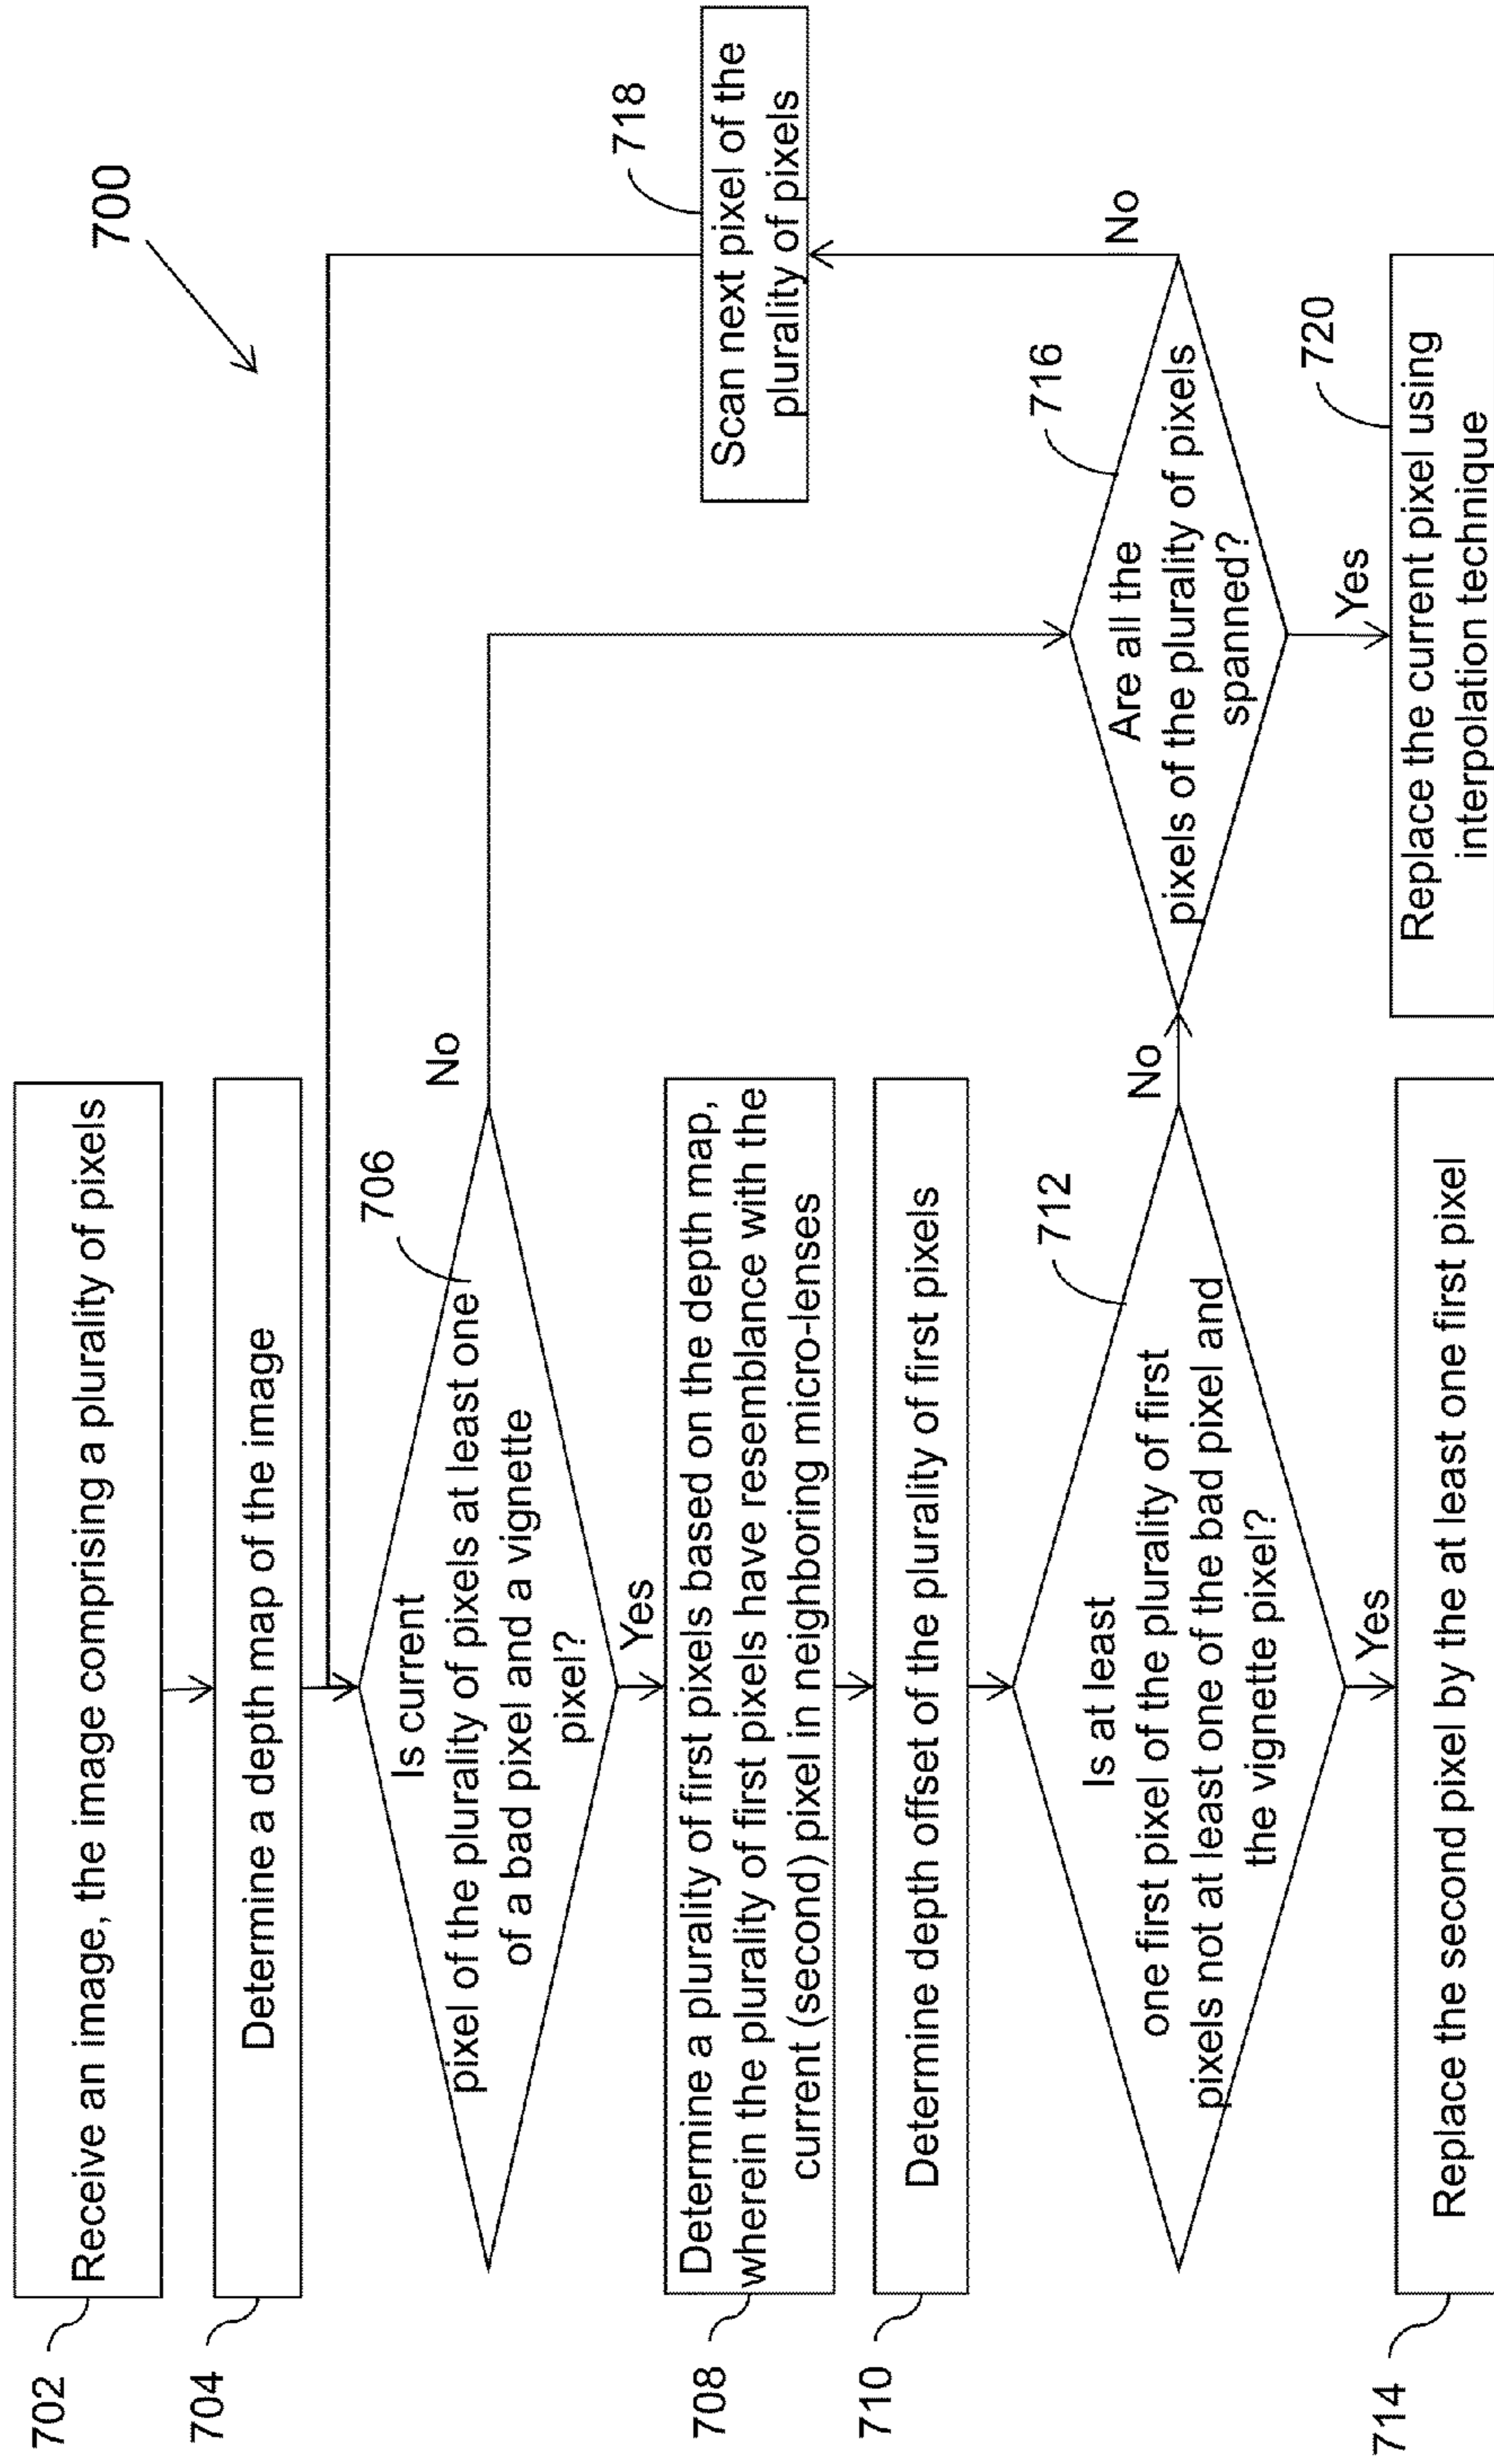 700
702
Receive an image, the image comprising a plurality of pixels
704
Determine a depth map of the image
706
Is current
pixel of the plurality of pixels at least one
of a bad pixel and a vignette
pixel?
No
Yes
708
Determine a plurality of first pixels based on the depth map,
wherein the plurality of first pixels have resemblance with the
current (second) pixel in neighboring micro-lenses
710
Determine depth offset of the plurality of first pixels
712
Is at least
one first pixel of the plurality of first
pixels not at least one of the bad pixel and
the vignette pixel?
No
Yes
714
Replace the second pixel by the at least one first pixel
716
Are all the
pixels of the plurality of pixels
spanned?
No
Yes
718
Scan next pixel of the
plurality of pixels
720
Replace the current pixel using
interpolation technique